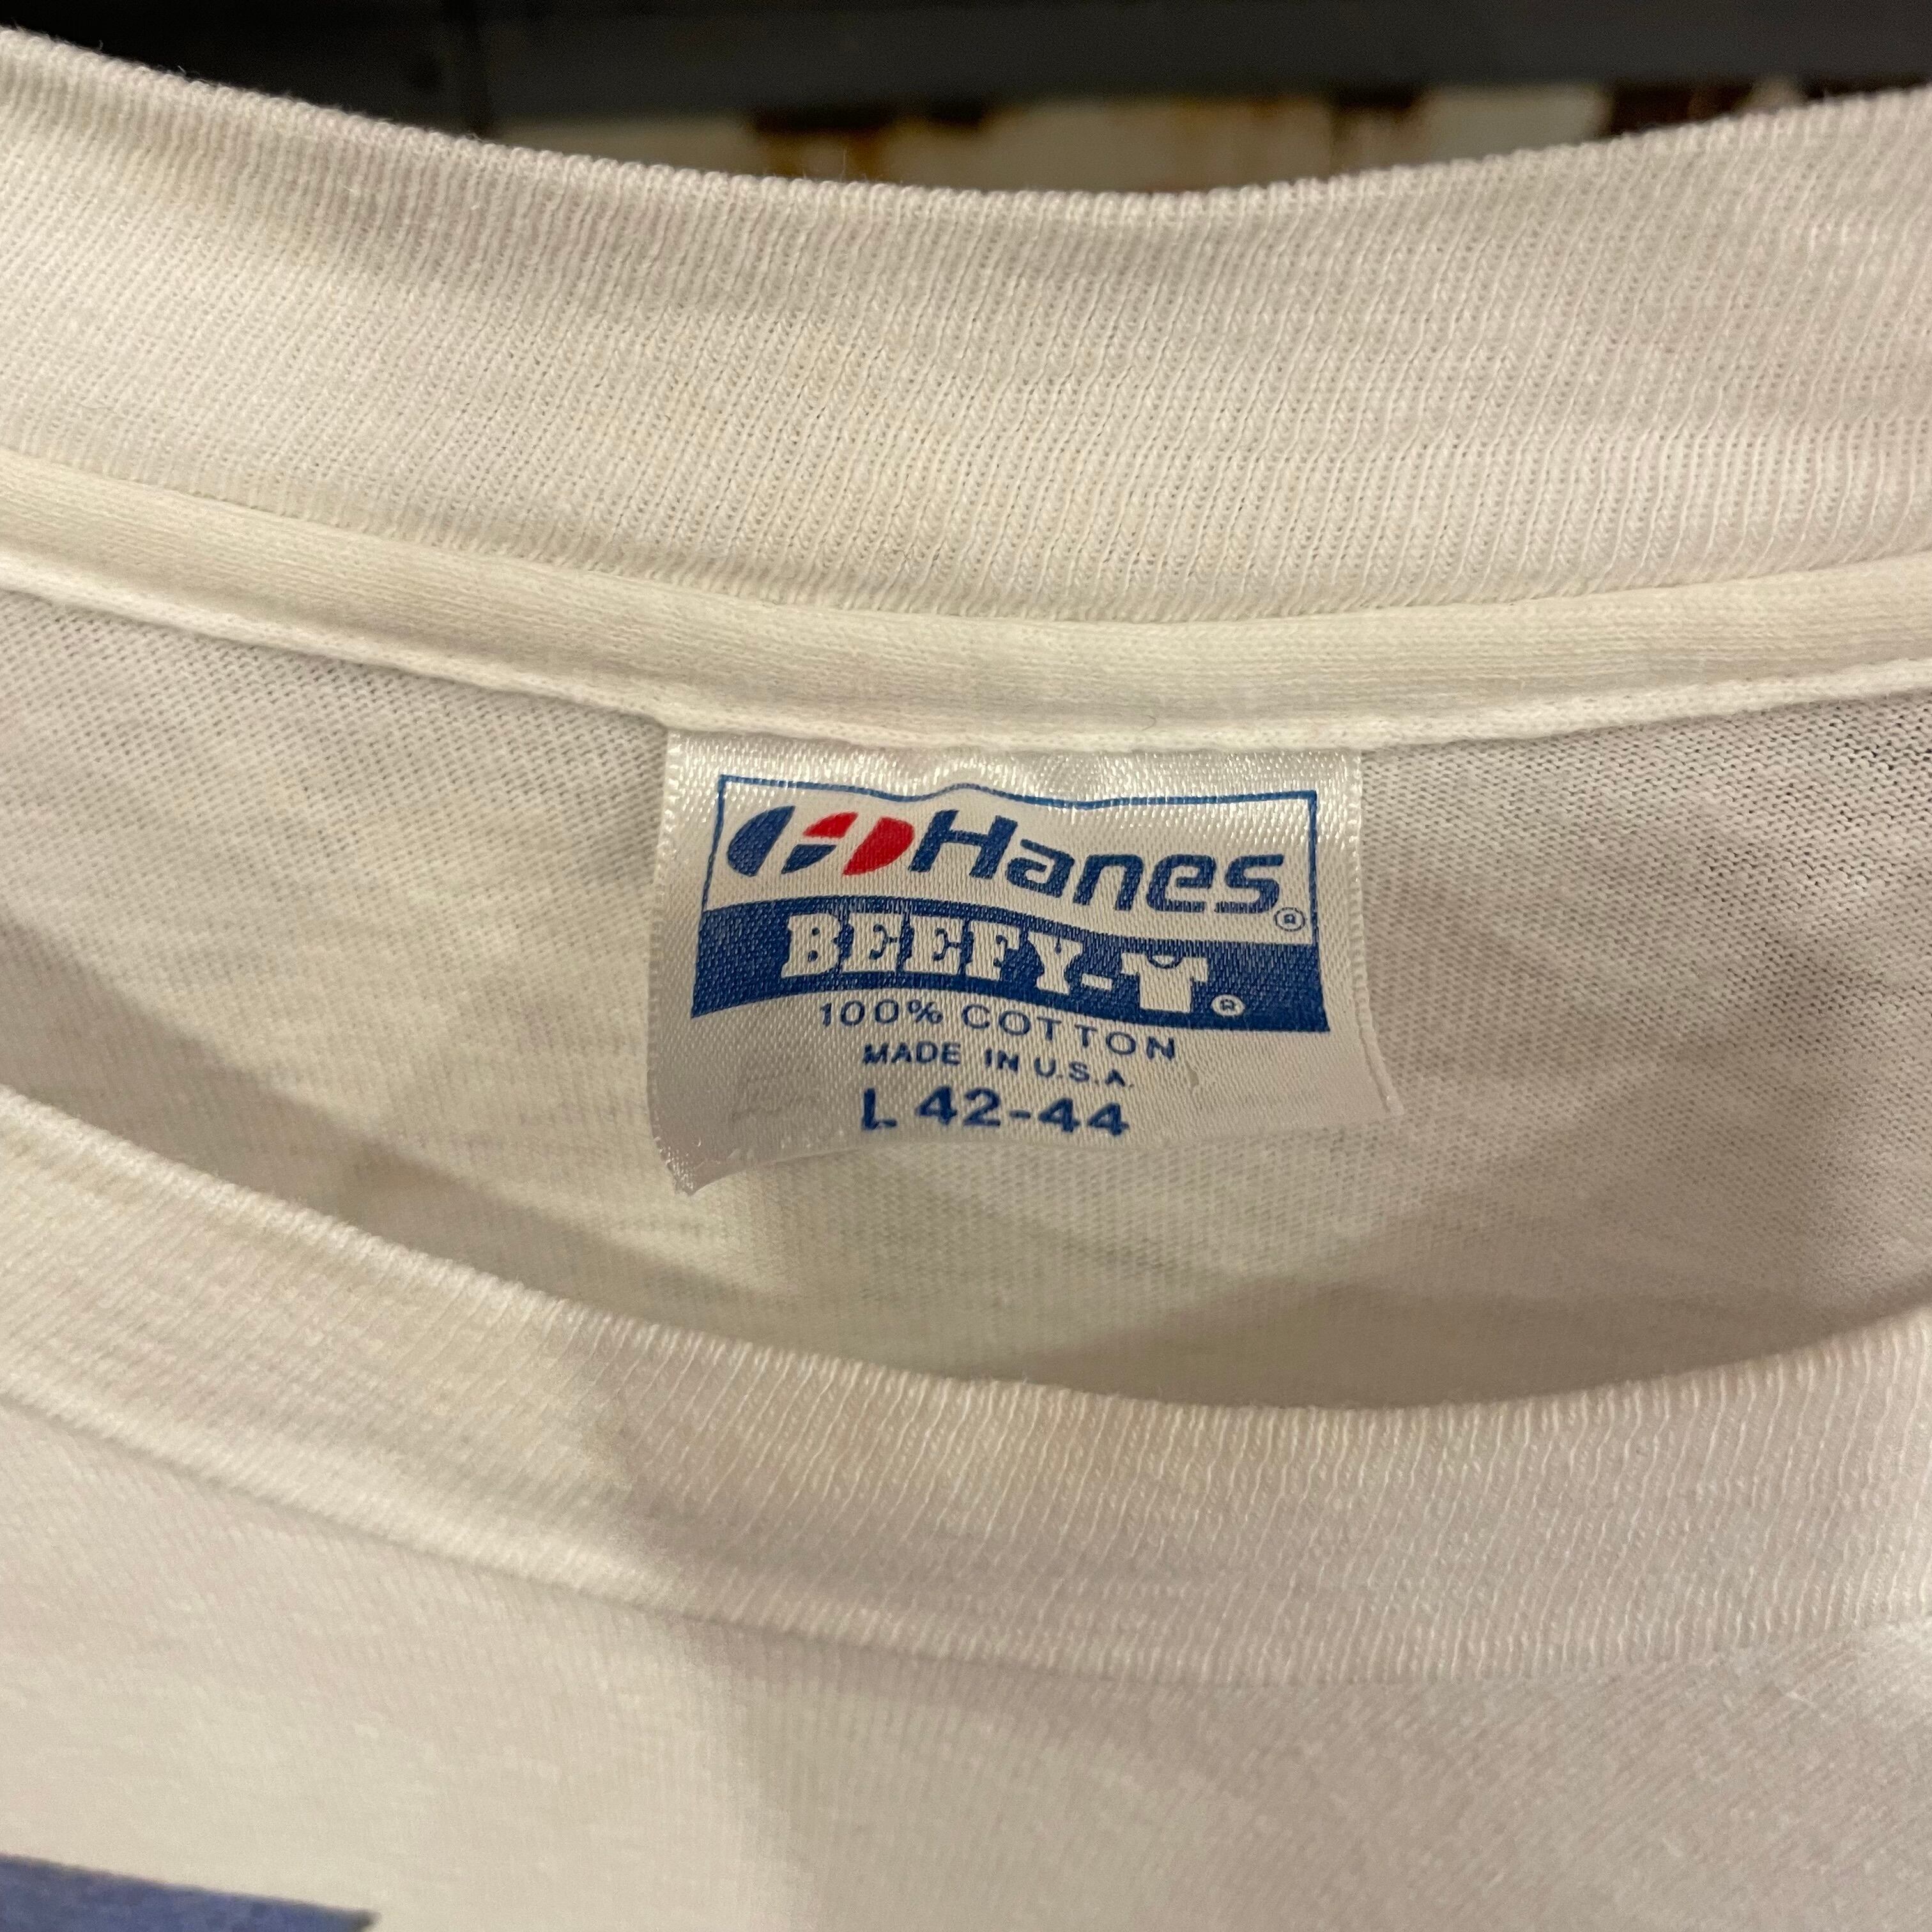 Hanes®
BEEFY-T®
100% COTTON
MADE IN U.S.A.
L 42-44